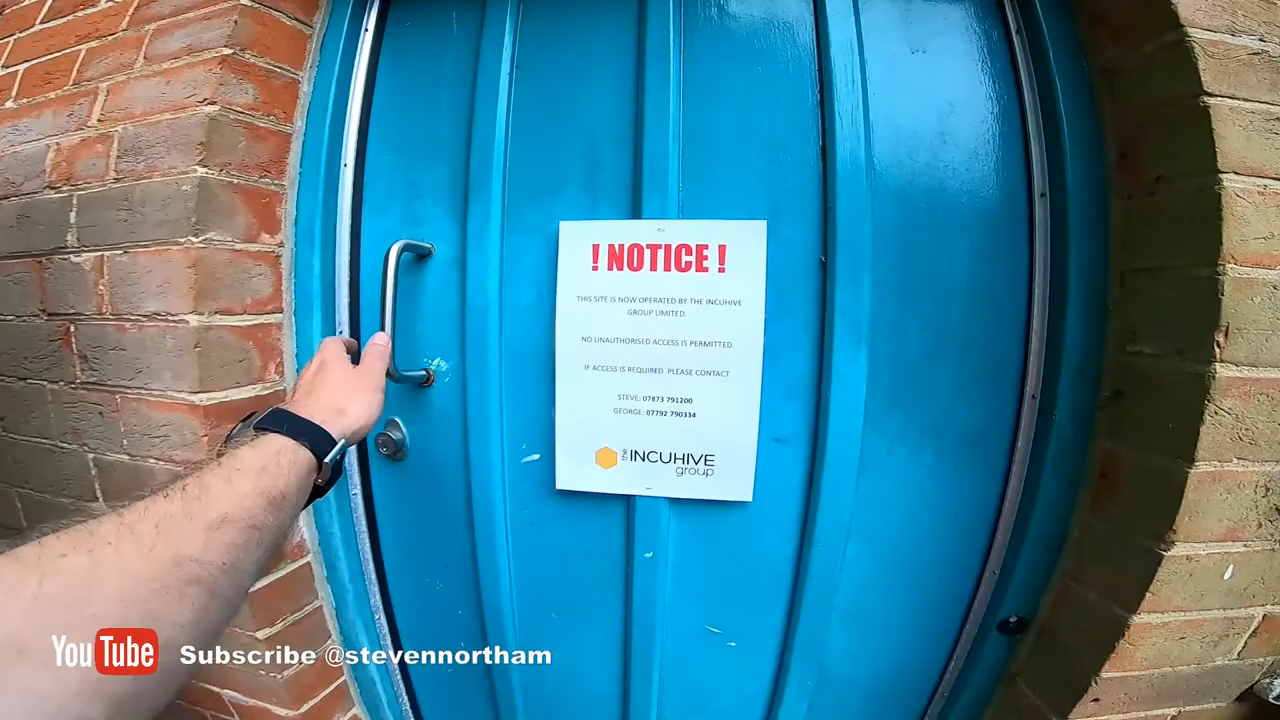 ! NOTICE !
THIS SITE IS NOW OPERATED BY THE INCUHIVE
GROUP LIMITED.
NO UNAUTHORISED ACCESS IS PERMITTED.
IF ACCESS IS REQUIRED PLEASE CONTACT
STEVE: 07873 791200
GEORGE: 07792 790334
the INCUHIVE
group
YouTube Subscribe @stevennortham